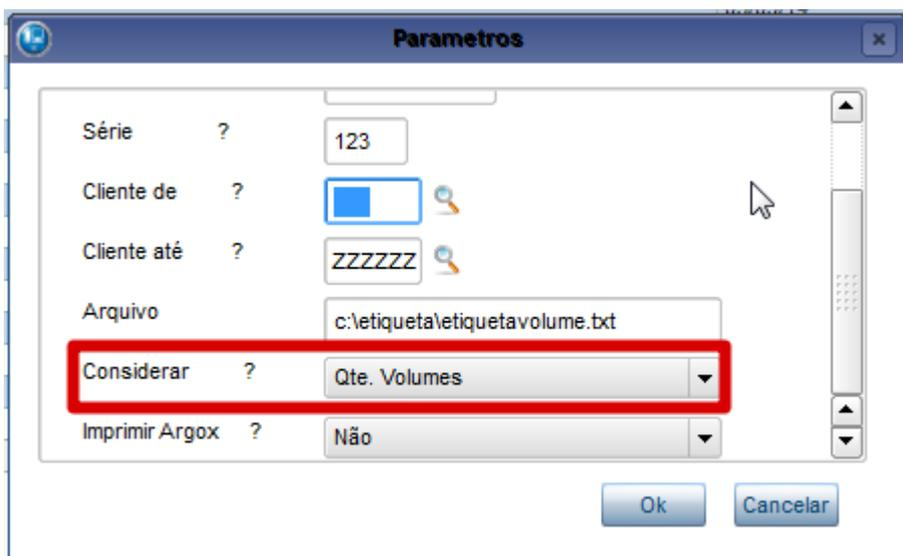 Parametros
Série ? 123
Cliente de ?
Cliente até ? ZZZZZZ
Arquivo c:\etiqueta\etiquetavolume.txt
Considerar ? Qte. Volumes
Imprimir Argox ? Não
Ok Cancelar